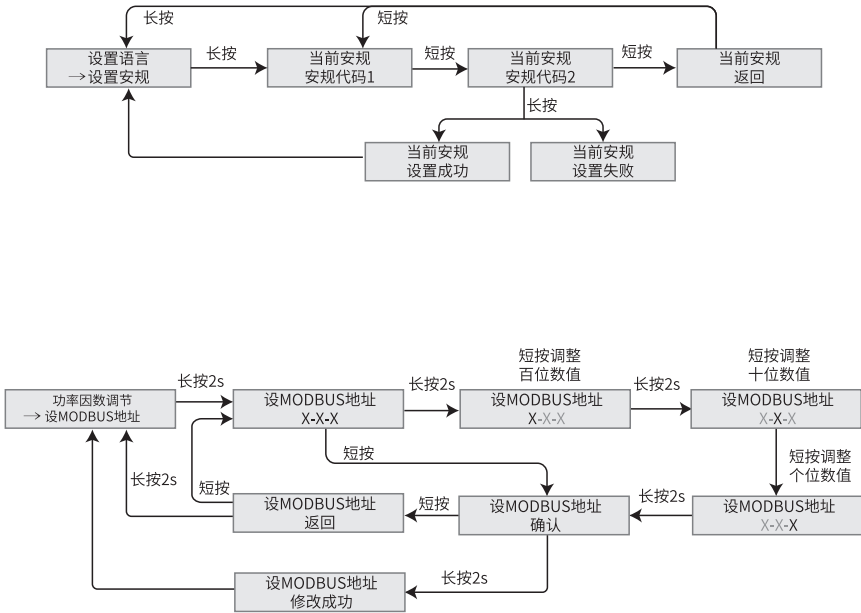 长按
短按
设置语言
→设置安规
长按
当前安规
安规代码1
短按
当前安规
安规代码2
短按
当前安规
返回
长按
当前安规
设置成功
当前安规
设置失败
短按调整
百位数值
短按调整
十位数值
功率因数调节
→ 设MODBUS地址
长按2s
设MODBUS地址
X-X-X
长按2s
设MODBUS地址
X-X-X
长按2s
设MODBUS地址
X-X-X
短按调整
个位数值
短按
长按2s
短按
设MODBUS地址
返回
短按
设MODBUS地址
确认
长按2s
设MODBUS地址
X-X-X
设MODBUS地址
修改成功
长按2s